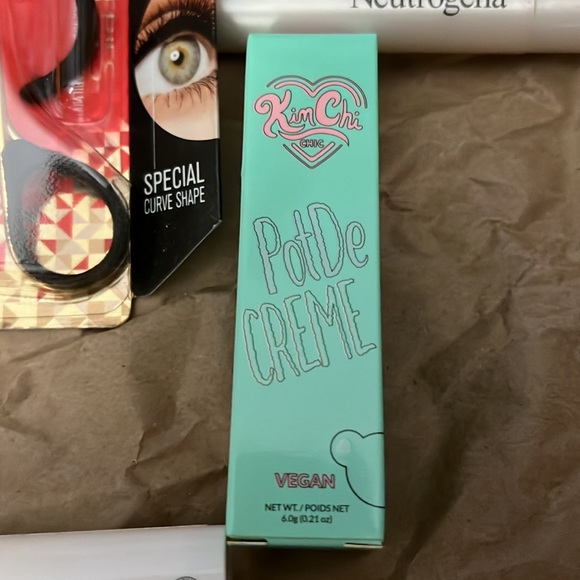 Neutrogena
KimChi
CHIC
SPECIAL
CURVE SHAPE
PotDe
CREME
VEGAN
NET WT. / POIDS NET
6.0g (0.21 oz)